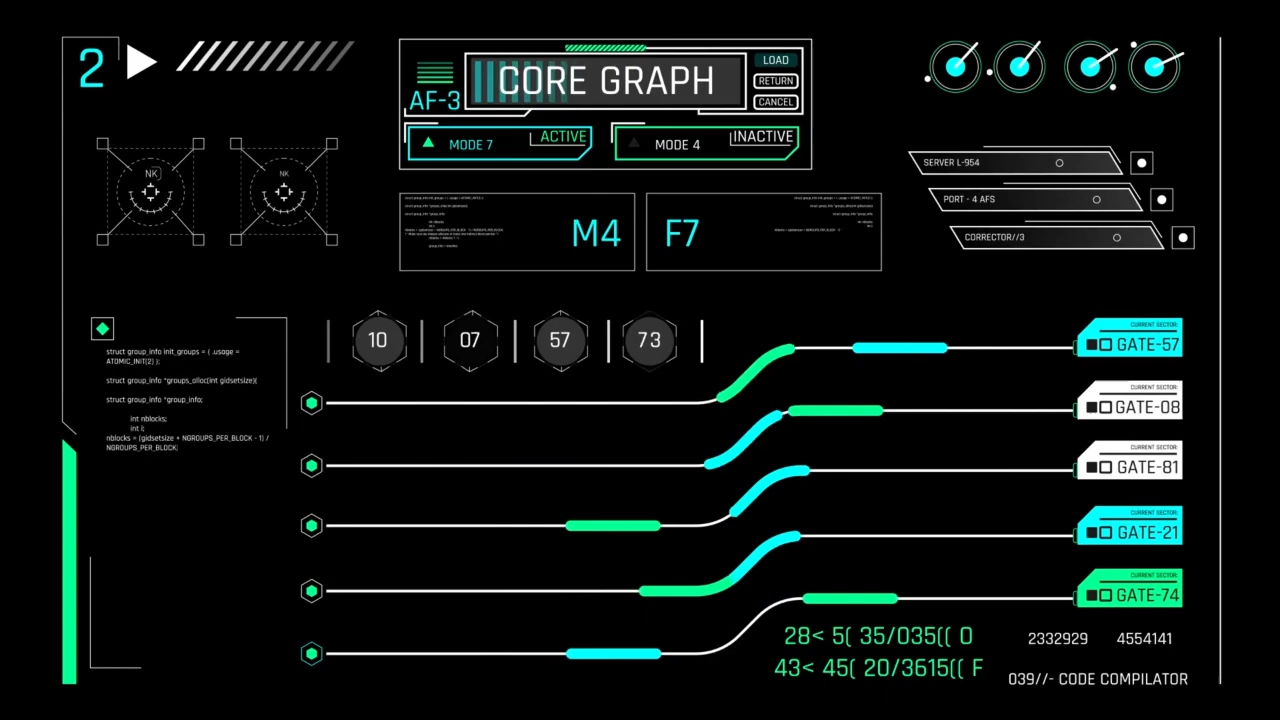 2
AF-3
CORE GRAPH
LOAD
RETURN
CANCEL
MODE 7
ACTIVE
MODE 4
INACTIVE
NK
NK
SERVER L-954
PORT - 4 AFS
CORRECTOR//3
M4
F7
struct group_info init_groups = { .usage =
ATOMIC_INIT(2) };
struct group_info *groups_alloc(int gidsetsize){
struct group_info *group_info;
int nblocks;
int i;
nblocks = (gidsetsize + NGROUPS_PER_BLOCK - 1) /
NGROUPS_PER_BLOCK;
10
07
57
73
CURRENT SECTOR:
GATE-57
CURRENT SECTOR:
GATE-08
CURRENT SECTOR:
GATE-81
CURRENT SECTOR:
GATE-21
CURRENT SECTOR:
GATE-74
28< 5( 35/035(( 0
43< 45( 20/3615(( F
2332929
4554141
039//- CODE COMPILATOR